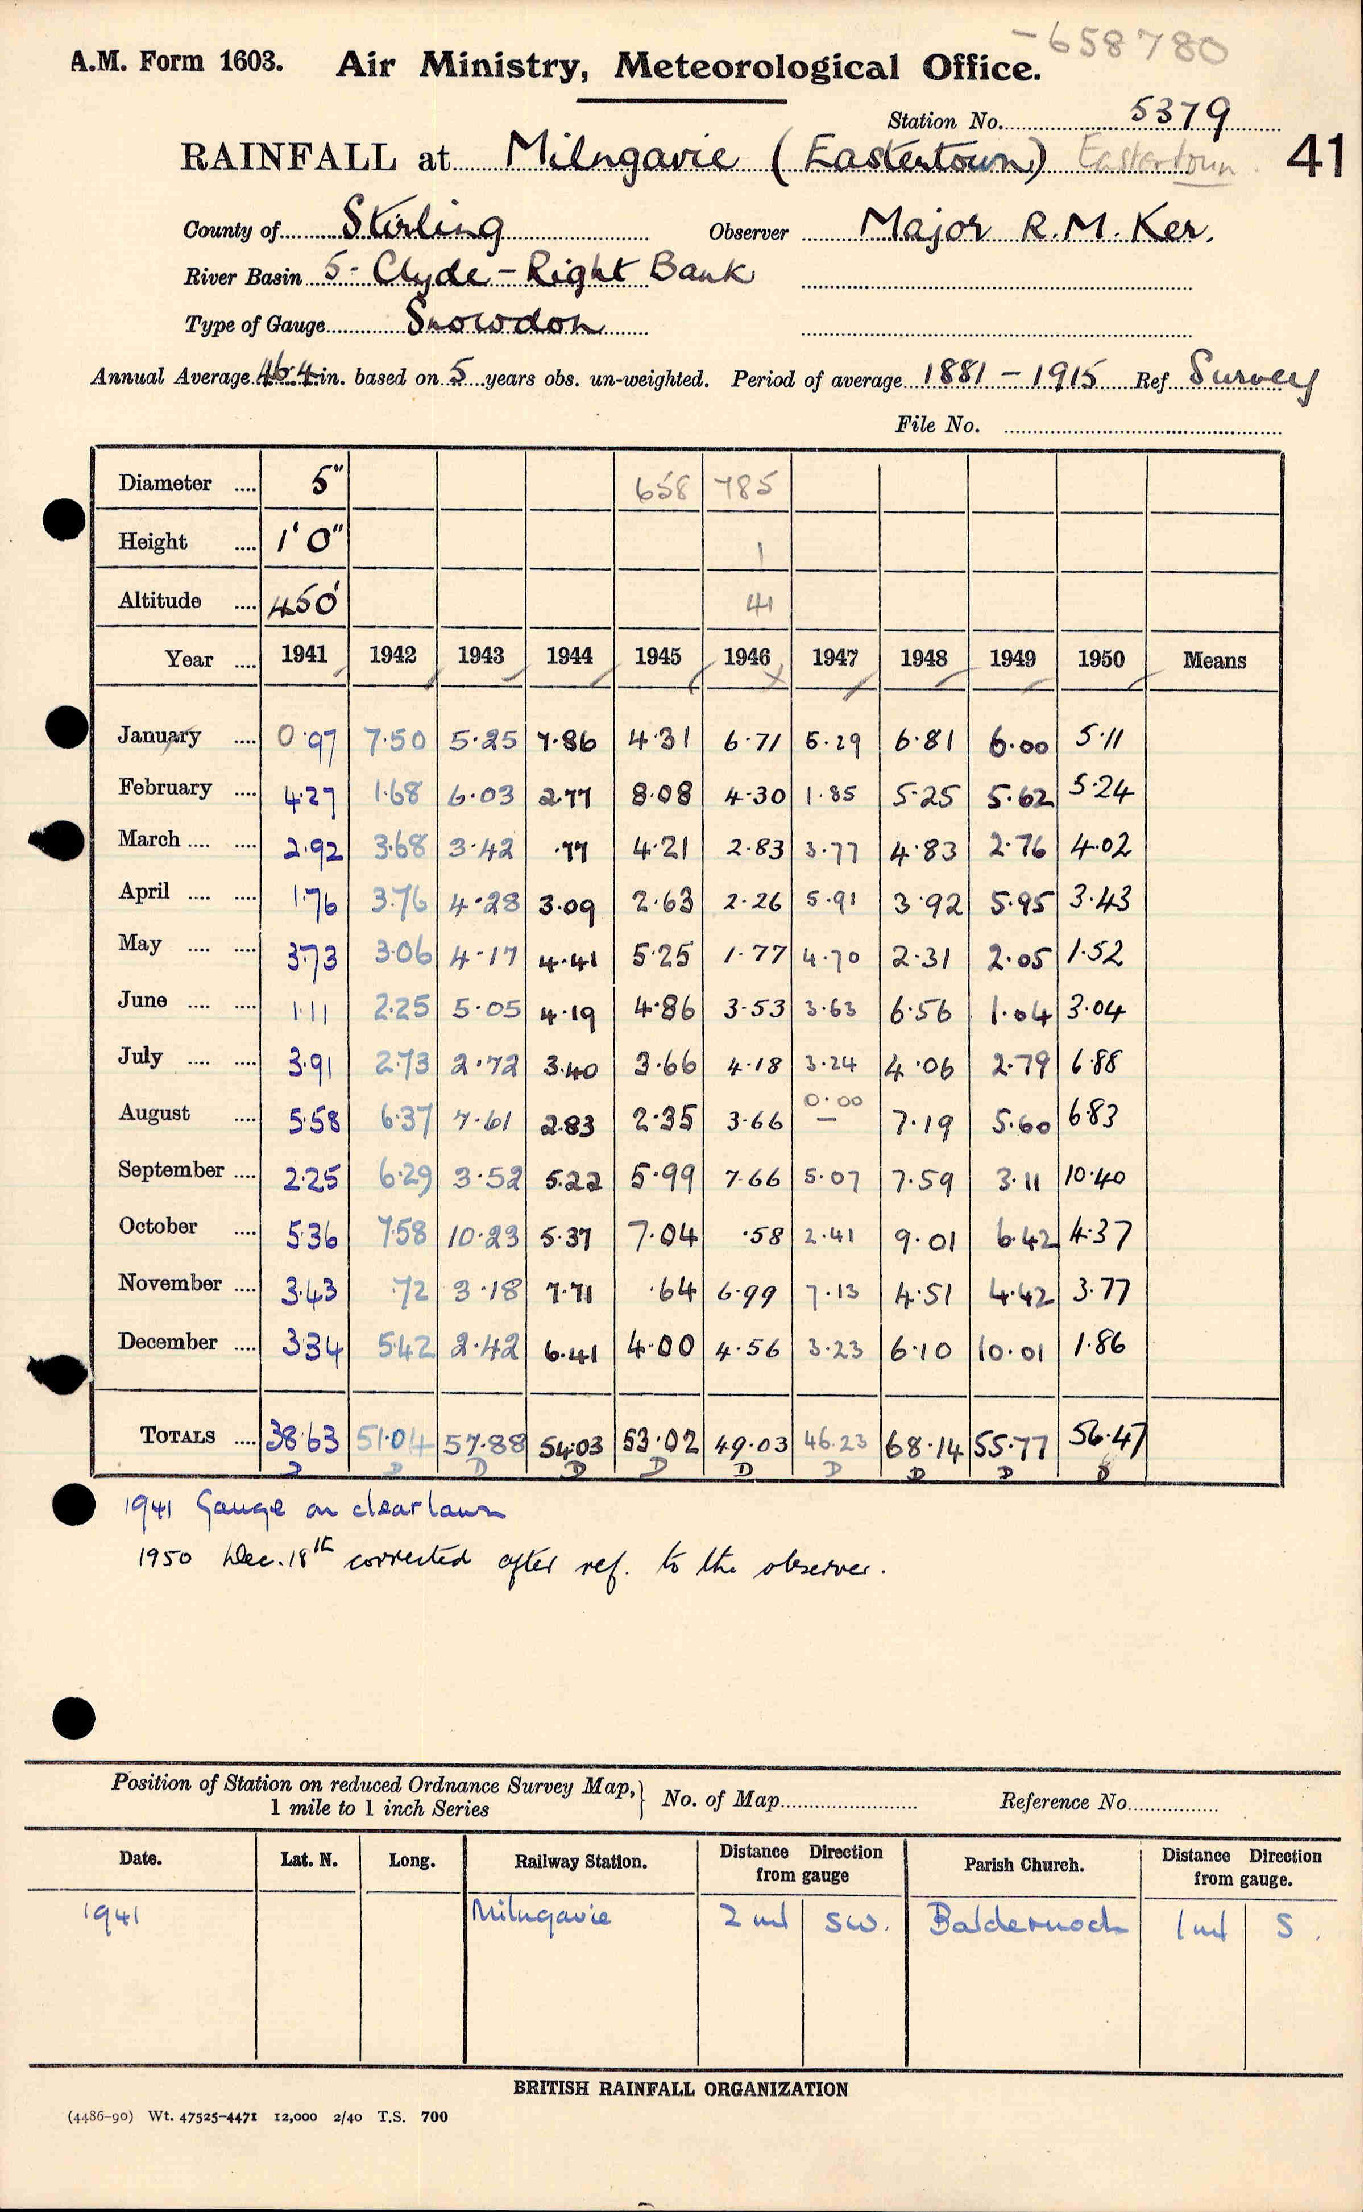 -658780
A.M. Form 1603. Air Ministry, Meteorological Office.
Station No. 5379
RAINFALL at Milngavie (Eastertown) Eastertown 41
County of Stirling Observer Major R.M. Ker.
River Basin 5- Clyde - Right Bank
Type of Gauge Snowdon
Annual Average 46.4 in. based on 5 years obs. un-weighted. Period of average 1881 - 1915 Ref Survey
File No.
Diameter .... 5" 658 785
Height .... 1' 0" 1
Altitude .... 450' 41
Year .... 1941 1942 1943 1944 1945 1946 1947 1948 1949 1950 Means
January .... 0.97 7.50 5.25 7.86 4.31 6.71 5.29 6.81 6.00 5.11
February .... 4.27 1.68 6.03 2.77 8.08 4.30 1.85 5.25 5.62 5.24
March .... .... 2.92 3.68 3.42 .77 4.21 2.83 3.77 4.83 2.76 4.02
April .... .... 1.76 3.76 4.28 3.09 2.63 2.26 5.91 3.92 5.95 3.43
May .... .... 3.73 3.06 4.17 4.41 5.25 1.77 4.70 2.31 2.05 1.52
June .... .... 1.11 2.25 5.05 4.19 4.86 3.53 3.63 6.56 1.04 3.04
July .... .... 3.91 2.73 2.72 3.40 3.66 4.18 3.24 4.06 2.79 6.88
August .... 5.58 6.37 7.61 2.83 2.35 3.66 0.00 — 7.19 5.60 6.83
September .... 2.25 6.29 3.52 5.22 5.99 7.66 5.07 7.59 3.11 10.40
October .... 5.36 7.58 10.23 5.37 7.04 .58 2.41 9.01 6.42 4.37
November .... 3.43 .72 3.18 7.71 .64 6.99 7.13 4.51 4.42 3.77
December .... 3.34 5.42 2.42 6.41 4.00 4.56 3.23 6.10 10.01 1.86
TOTALS .... 38.63 51.04 57.88 54.03 53.02 49.03 46.23 68.14 55.77 56.47
D D D D D D D D D D
1941 Gauge on clear lawn
1950 Dec. 18th corrected after ref. to the observer.
Position of Station on reduced Ordnance Survey Map, 1 mile to 1 inch Series } No. of Map Reference No.
Date. Lat. N. Long. Railway Station. Distance Direction from gauge Parish Church. Distance Direction from gauge.
1941 Milngavie 2 ml SW. Baldernoch 1 ml S.
BRITISH RAINFALL ORGANIZATION
(4486-90) Wt. 47525-4471 12,000 2/40 T.S. 700